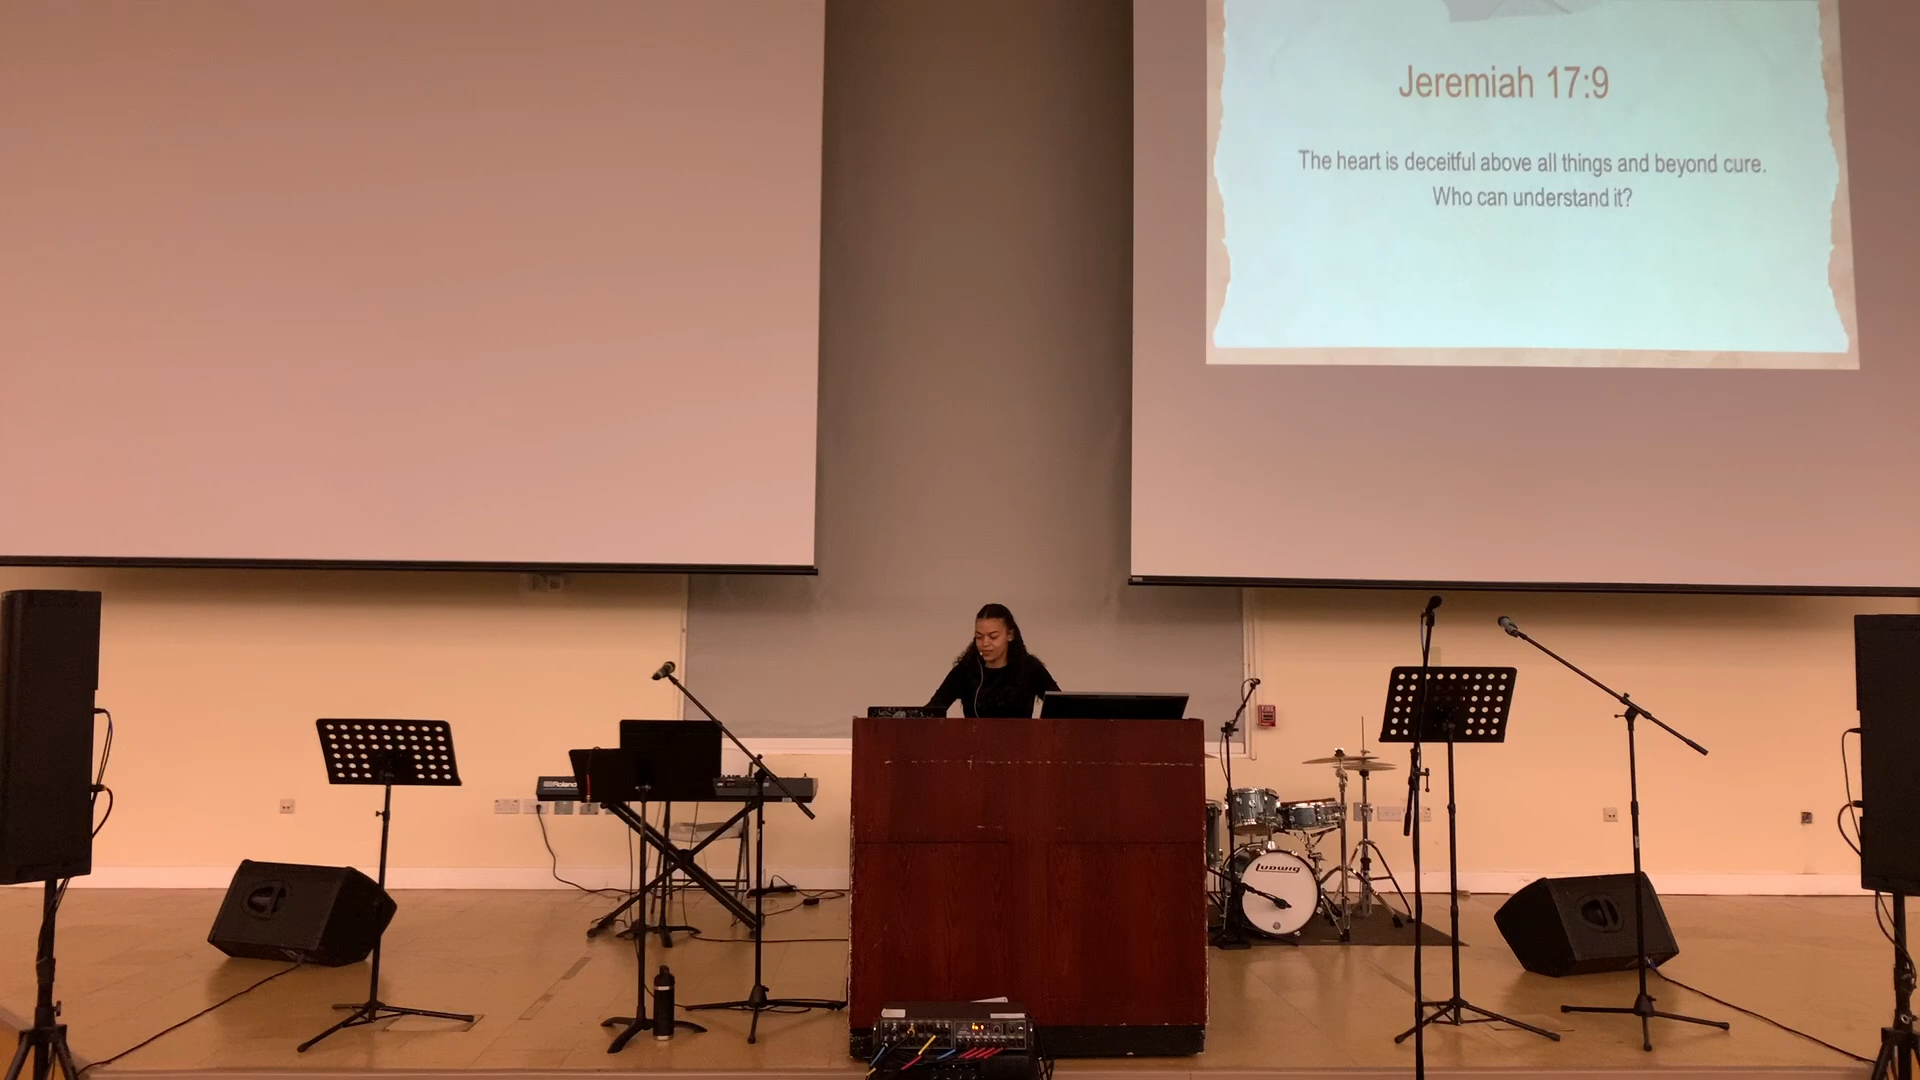 Jeremiah 17:9
The heart is deceitful above all things and beyond cure.
Who can understand it?
Roland
Ludwig